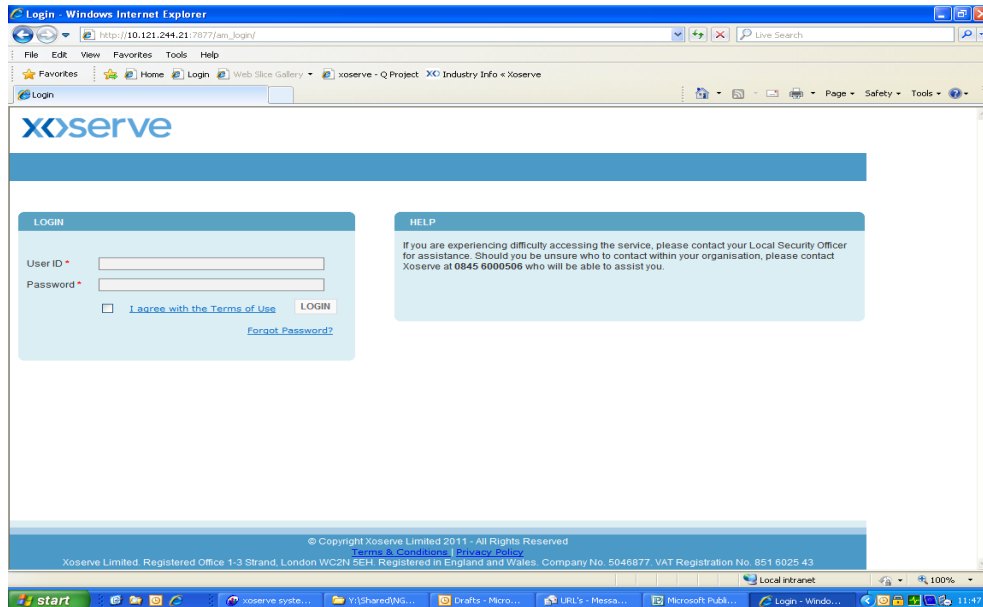 Login - Windows Internet Explorer
http://10.121.244.21:7877/am_login/
Live Search
File Edit View Favorites Tools Help
Favorites Home Login Web Slice Gallery xoserve - Q Project Industry Info « Xoserve
Login
Page Safety Tools
xoserve
LOGIN
HELP
If you are experiencing difficulty accessing the service, please contact your Local Security Officer
for assistance. Should you be unsure who to contact within your organisation, please contact
Xoserve at 0845 6000506 who will be able to assist you.
User ID *
Password *
I agree with the Terms of Use LOGIN
Forgot Password?
© Copyright Xoserve Limited 2011 - All Rights Reserved
Terms & Conditions | Privacy Policy
Xoserve Limited. Registered Office 1-3 Strand, London WC2N 5EH. Registered in England and Wales. Company No. 5046877. VAT Registration No. 851 6025 43
Local intranet 100%
start xoserve syste... Y:\Shared\NG... Drafts - Micro... URL's - Messa... Microsoft Publi... Login - Windo... 11:47